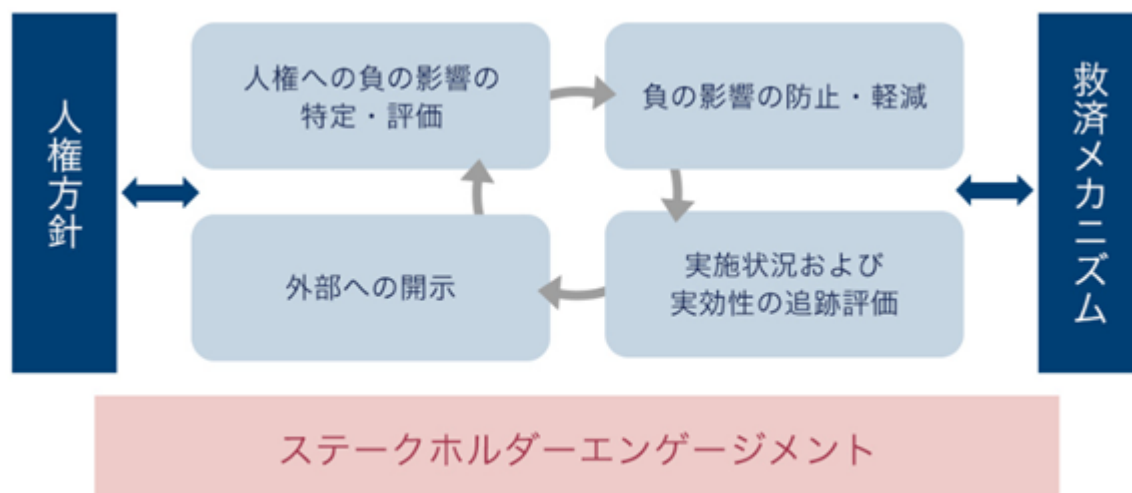 人権方針
人権への負の影響の
特定・評価
負の影響の防止・軽減
外部への開示
実施状況および
実効性の追跡評価
救済メカニズム
ステークホルダーエンゲージメント